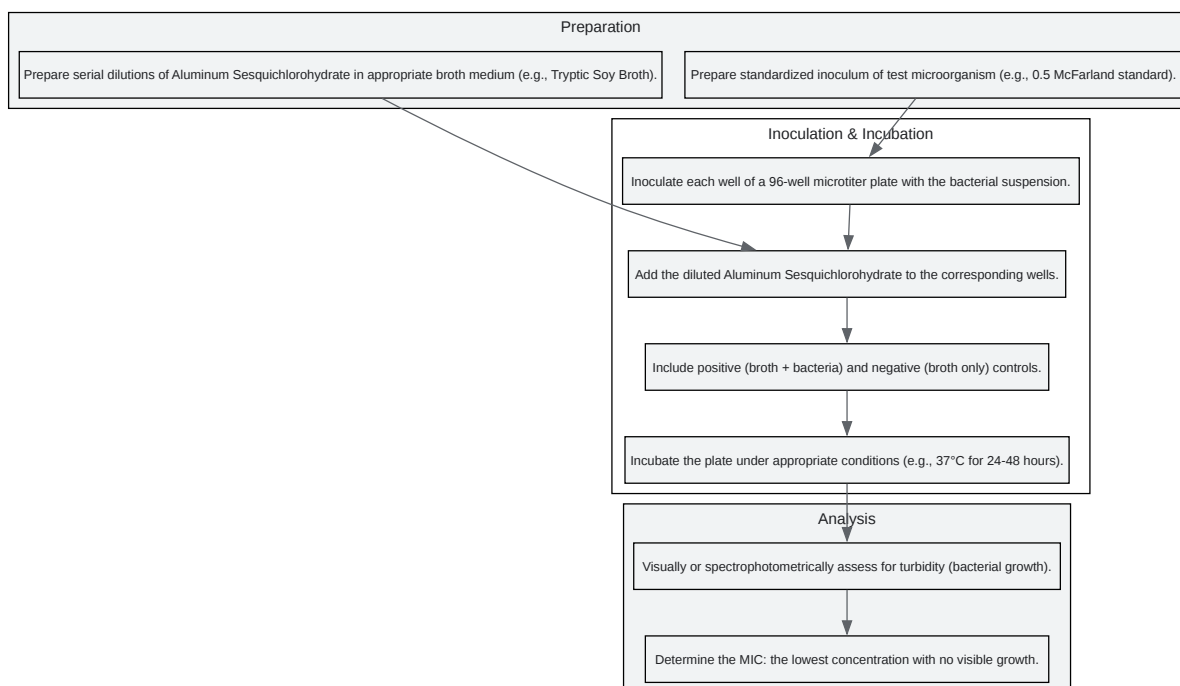 Preparation
Prepare serial dilutions of Aluminum Sesquichlorohydrate in appropriate broth medium (e.g., Tryptic Soy Broth).
Prepare standardized inoculum of test microorganism (e.g., 0.5 McFarland standard).
Inoculation & Incubation
Inoculate each well of a 96-well microtiter plate with the bacterial suspension.
Add the diluted Aluminum Sesquichlorohydrate to the corresponding wells.
Include positive (broth + bacteria) and negative (broth only) controls.
Incubate the plate under appropriate conditions (e.g., 37°C for 24-48 hours).
Analysis
Visually or spectrophotometrically assess for turbidity (bacterial growth).
Determine the MIC: the lowest concentration with no visible growth.